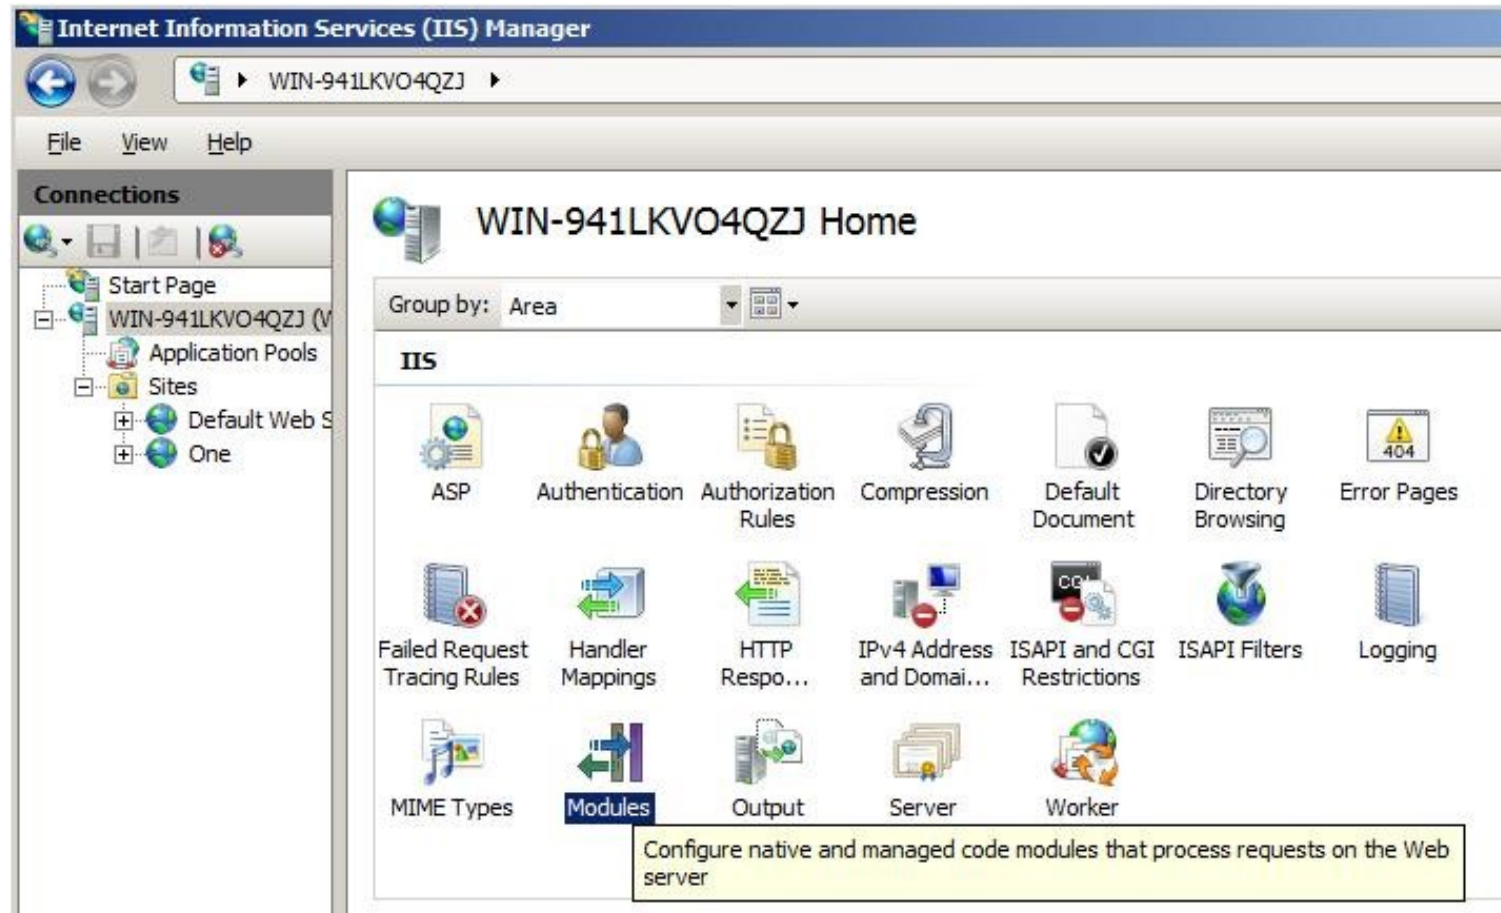 Internet Information Services (IIS) Manager
WIN-941LKVO4QZJ
File View Help
Connections
Start Page
WIN-941LKVO4QZJ (W
Application Pools
Sites
Default Web S
One
WIN-941LKVO4QZJ Home
Group by: Area
IIS
ASP
Authentication
Authorization
Rules
Compression
Default
Document
Directory
Browsing
404
Error Pages
Failed Request
Tracing Rules
Handler
Mappings
HTTP
Respo...
IPv4 Address
and Domai...
CGI
ISAPI and CGI
Restrictions
ISAPI Filters
Logging
MIME Types
Modules
Output
Server
Worker
Configure native and managed code modules that process requests on the Web
server